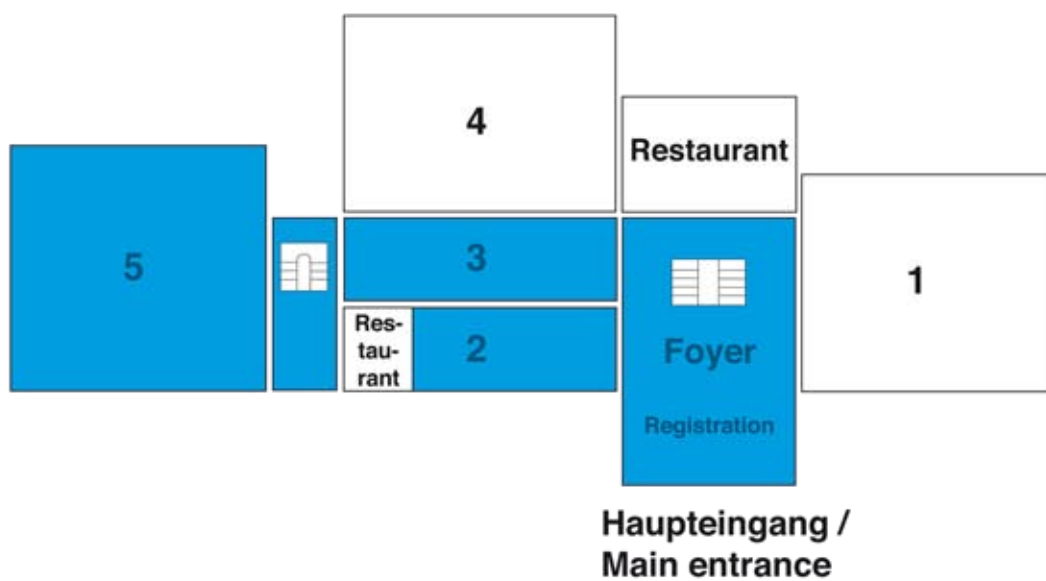 4
Restaurant
5
3
1
Res-
tau-
rant
2
Foyer
Registration
Haupteingang /
Main entrance